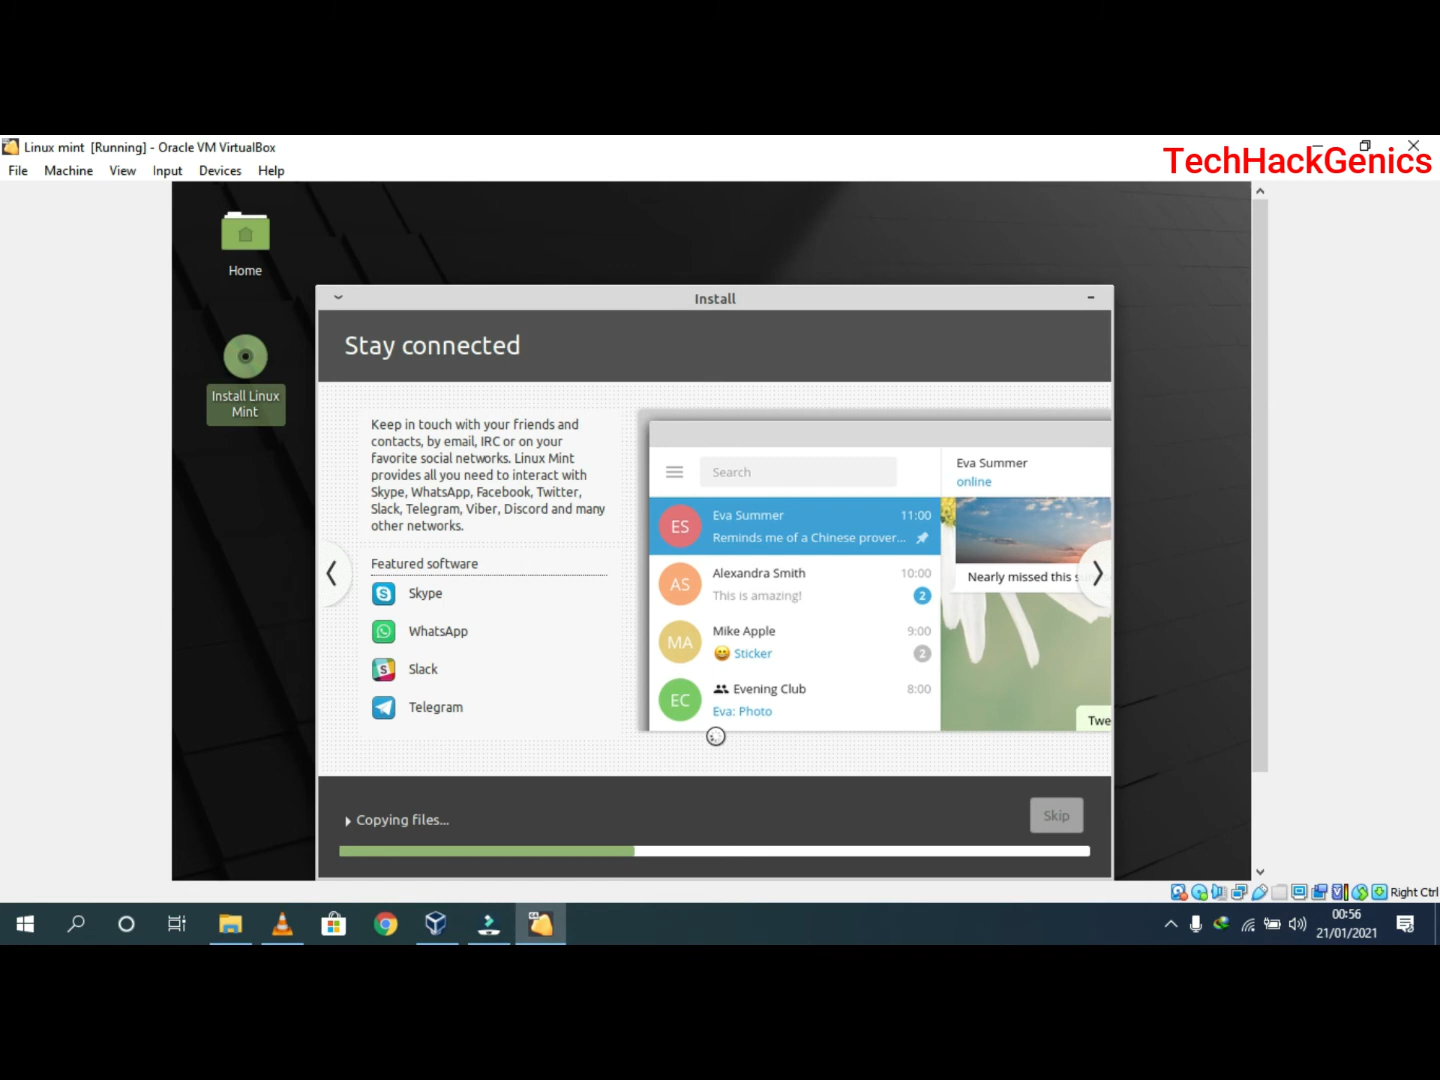 Linux mint [Running] - Oracle VM VirtualBox
TechHackGenics
File Machine View Input Devices Help
Home
Install Linux
Mint
Install
Stay connected
Keep in touch with your friends and
contacts, by email, IRC or on your
favorite social networks. Linux Mint
provides all you need to interact with
Skype, WhatsApp, Facebook, Twitter,
Slack, Telegram, Viber, Discord and many
other networks.
Featured software
Skype
WhatsApp
Slack
Telegram
Search
ES
Eva Summer 11:00
Reminds me of a Chinese prover...
AS
Alexandra Smith 10:00
This is amazing! 2
MA
Mike Apple 9:00
Sticker 2
EC
Evening Club 8:00
Eva: Photo
Eva Summer
online
Nearly missed this
Twe
Copying files...
Skip
Right Ctrl
00:56
21/01/2021